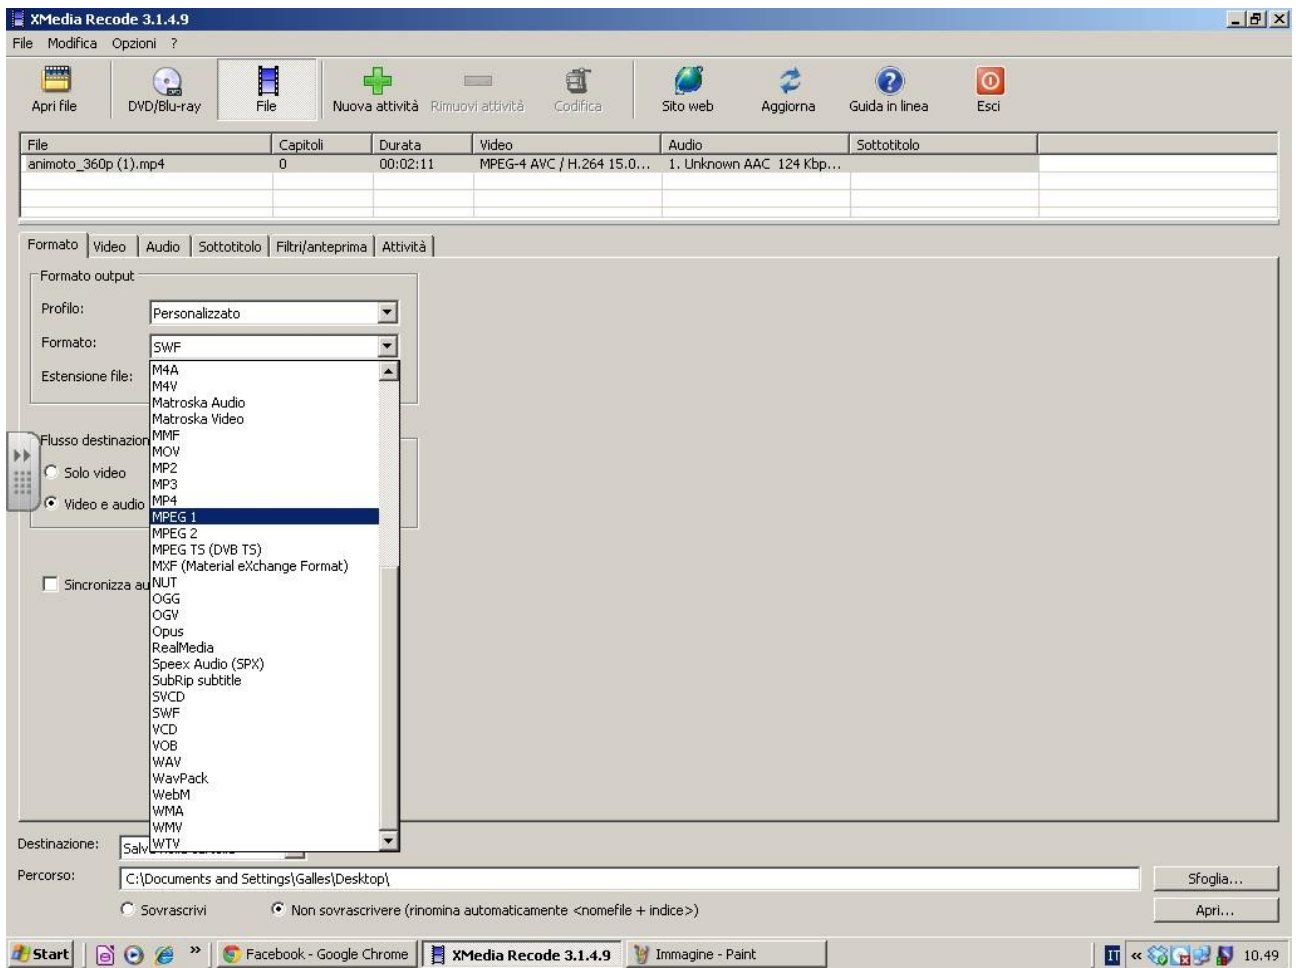 XMedia Recode 3.1.4.9
File Modifica Opzioni ?
Apri file DVD/Blu-ray File Nuova attività Rimuovi attività Codifica Sito web Aggiorna Guida in linea Esci
File Capitoli Durata Video Audio Sottotitolo
animoto_360p (1).mp4 0 00:02:11 MPEG-4 AVC / H.264 15.0... 1. Unknown AAC 124 Kbp...
Formato Video Audio Sottotitolo Filtri/anteprima Attività
Formato output
Profilo: Personalizzato
Formato: SWF
Estensione file:
M4A
M4V
Matroska Audio
Matroska Video
MMF
MOV
MP2
MP3
MP4
MPEG 1
MPEG 2
MPEG TS (DVB TS)
MXF (Material eXchange Format)
NUT
OGG
OGV
Opus
RealMedia
Speex Audio (SPX)
SubRip subtitle
SVCD
SWF
VCD
VOB
WAV
WavPack
WebM
WMA
WMV
WTV
Flusso destinazion
Solo video
Video e audio
Sincronizza au
Destinazione:
Percorso: C:\Documents and Settings\Galles\Desktop\ Sfoglia...
Sovrascrivi Non sovrascrivere (rinomina automaticamente <nomefile + indice>) Apri...
Start » Facebook - Google Chrome XMedia Recode 3.1.4.9 Immagine - Paint IT « 10.49